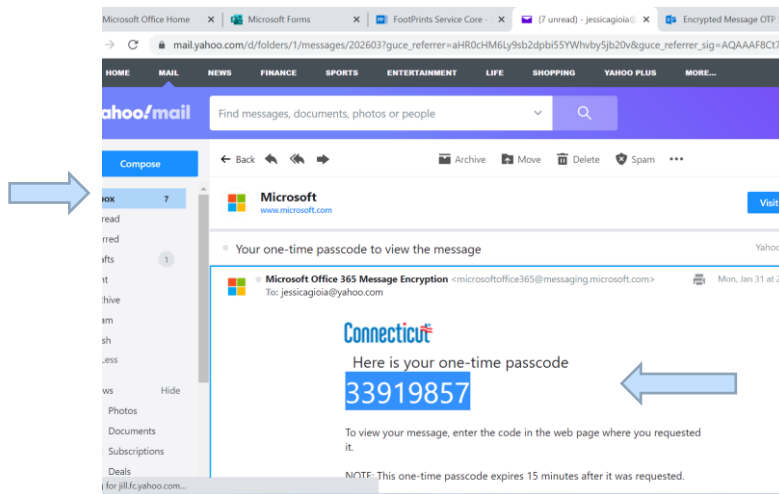 Microsoft Office Home
Microsoft Forms
FootPrints Service Core -
(7 unread) - jessicagioia@
Encrypted Message OTP
mail.yahoo.com/d/folders/1/messages/202603?guce_referrer=aHR0cHM6Ly9sb2dpbi55YWhvby5jb20v&guce_referrer_sig=AQAAAF8Ct7
HOME MAIL NEWS FINANCE SPORTS ENTERTAINMENT LIFE SHOPPING YAHOO PLUS MORE...
ahoo!mail
Find messages, documents, photos or people
Compose
Back
Archive Move Delete Spam
box 7
read
rred
afts 1
nt
hive
am
sh
Less
ws Hide
Photos
Documents
Subscriptions
Deals
for jill.fc.yahoo.com...
Microsoft
www.microsoft.com
Visit
Your one-time passcode to view the message
Yahoo
Microsoft Office 365 Message Encryption <microsoftoffice365@messaging.microsoft.com>
Mon, Jan 31 at 2
To: jessicagioia@yahoo.com
Connecticut
Here is your one-time passcode
33919857
To view your message, enter the code in the web page where you requested
it.
NOTE: This one-time passcode expires 15 minutes after it was requested.